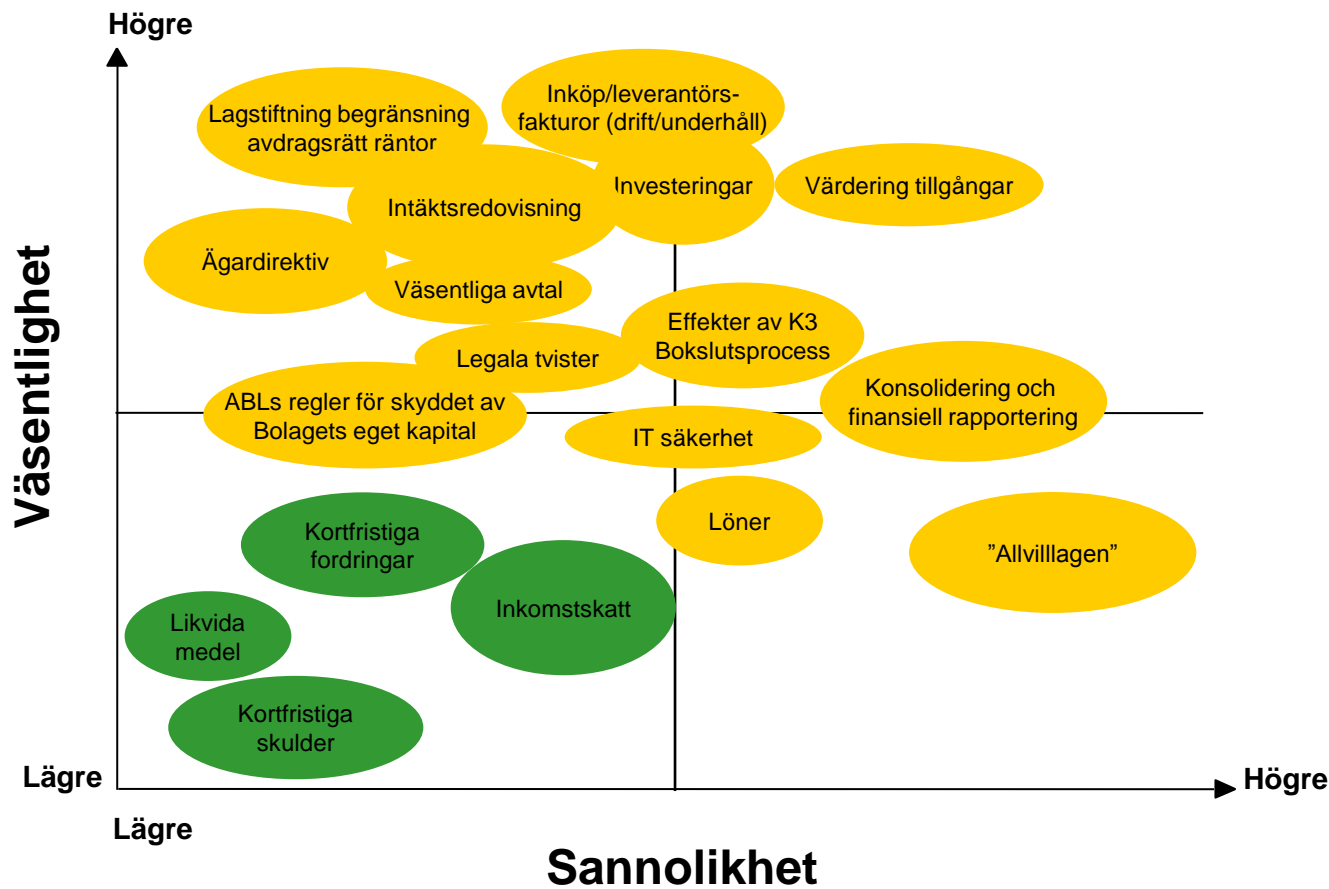 Högre
Lagstiftning begränsning
avdragsrätt räntor
Inköp/leverantörs-
fakturor (drift/underhåll)
Investeringar
Värdering tillgångar
Intäktsredovisning
Ägardirektiv
Väsentliga avtal
Effekter av K3
Bokslutsprocess
Legala tvister
Konsolidering och
finansiell rapportering
ABLs regler för skyddet av
Bolagets eget kapital
IT säkerhet
Löner
Kortfristiga
fordringar
”Allvilllagen”
Inkomstskatt
Likvida
medel
Kortfristiga
skulder
Väsentlighet
Lägre
Högre
Lägre
Sannolikhet